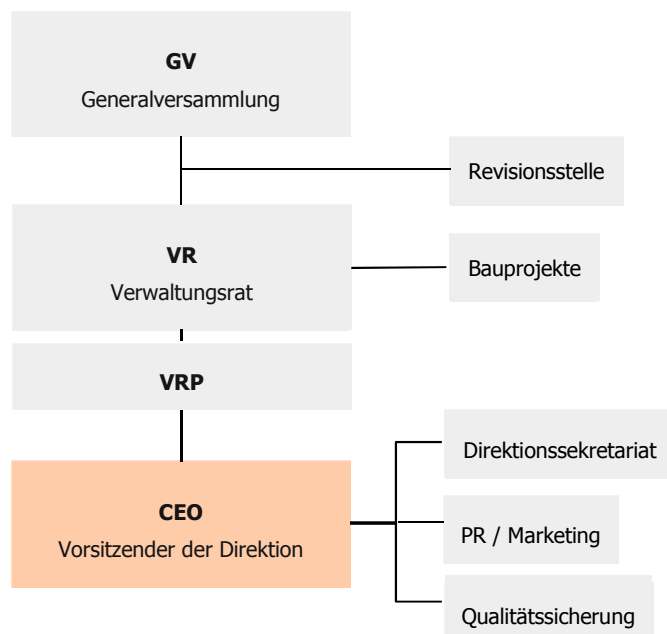 GV
Generalversammlung
Revisionsstelle
VR
Verwaltungsrat
Bauprojekte
VRP
Direktionssekretariat
CEO
Vorsitzender der Direktion
PR / Marketing
Qualitätssicherung